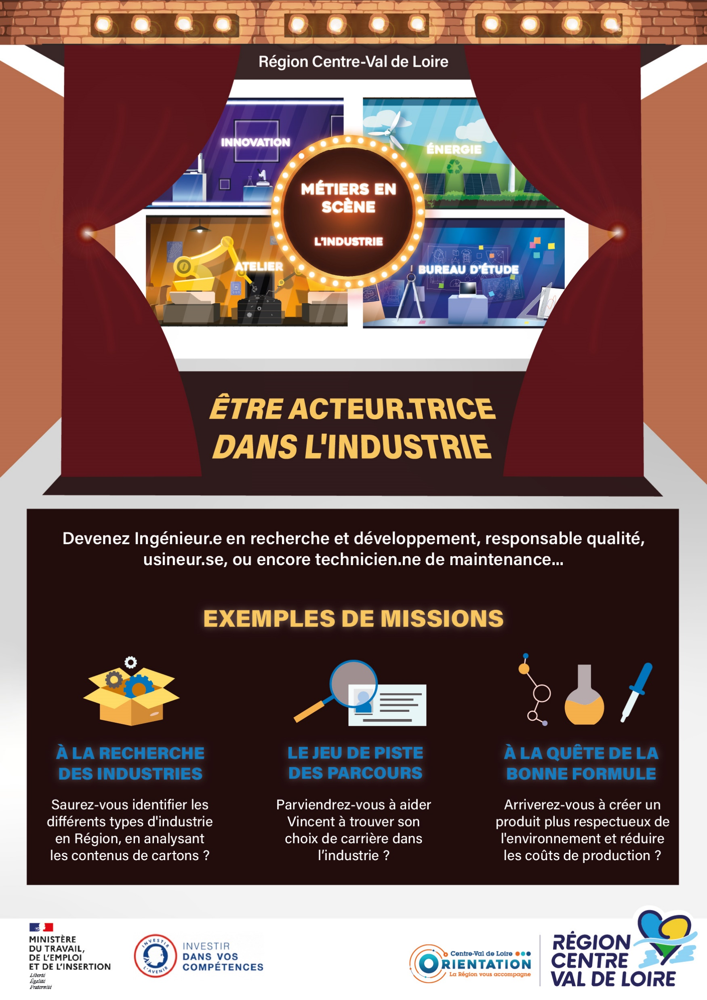 Région Centre-Val de Loire
INNOVATION
ÉNERGIE
MÉTIERS EN
SCÈNE
L'INDUSTRIE
ATELIER
BUREAU D'ÉTUDE
ÊTRE ACTEUR.TRICE
DANS L'INDUSTRIE
Devenez Ingénieur.e en recherche et développement, responsable qualité,
usineur.se, ou encore technicien.ne de maintenance...
EXEMPLES DE MISSIONS
À LA RECHERCHE
DES INDUSTRIES
Saurez-vous identifier les
différents types d'industrie
en Région, en analysant
les contenus de cartons ?
LE JEU DE PISTE
DES PARCOURS
Parviendrez-vous à aider
Vincent à trouver son
choix de carrière dans
l’industrie ?
À LA QUÊTE DE LA
BONNE FORMULE
Arriverez-vous à créer un
produit plus respectueux de
l'environnement et réduire
les coûts de production ?
MINISTÈRE
DU TRAVAIL,
DE L'EMPLOI
ET DE L'INSERTION
Liberté
Égalité
Fraternité
INVESTIR
L'AVENIR
INVESTIR
DANS VOS
COMPÉTENCES
Centre-Val de Loire
ORIENTATION
La Région vous accompagne
RÉGION
CENTRE
VAL DE LOIRE